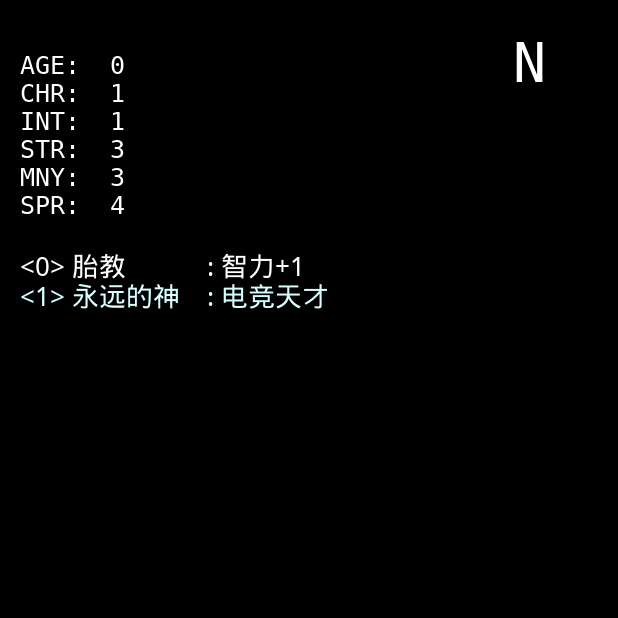 N
AGE: 0
CHR: 1
INT: 1
STR: 3
MNY: 3
SPR: 4
<0> 胎教 : 智力+1
<1> 永远的神 : 电竞天才